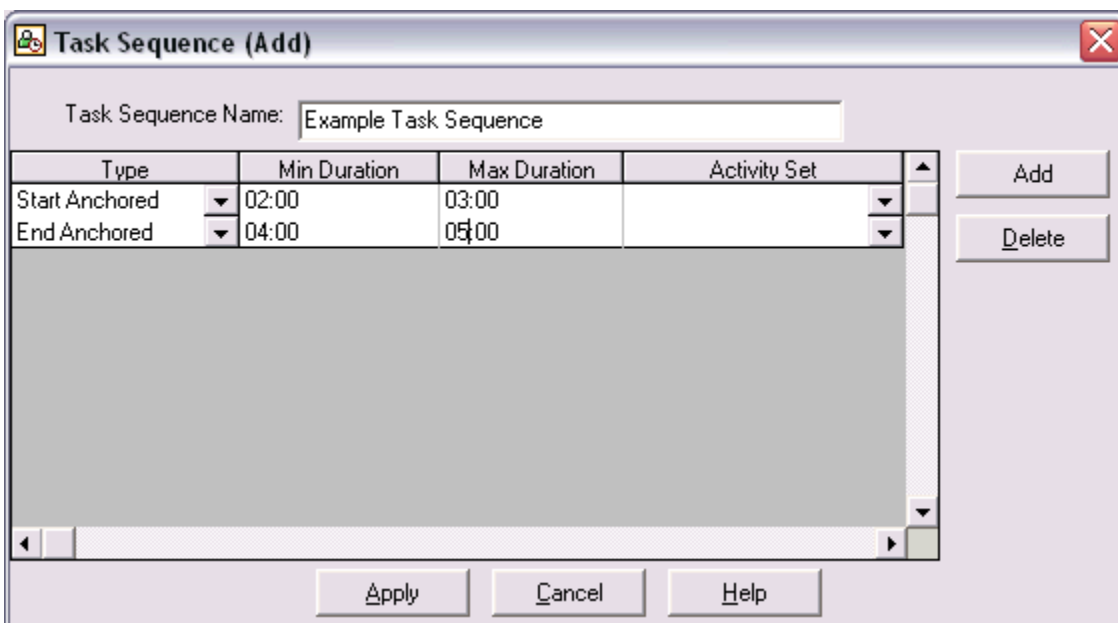 Task Sequence (Add)
Task Sequence Name: Example Task Sequence
Type Min Duration Max Duration Activity Set
Start Anchored 02:00 03:00
End Anchored 04:00 05:00
Add
Delete
Apply Cancel Help